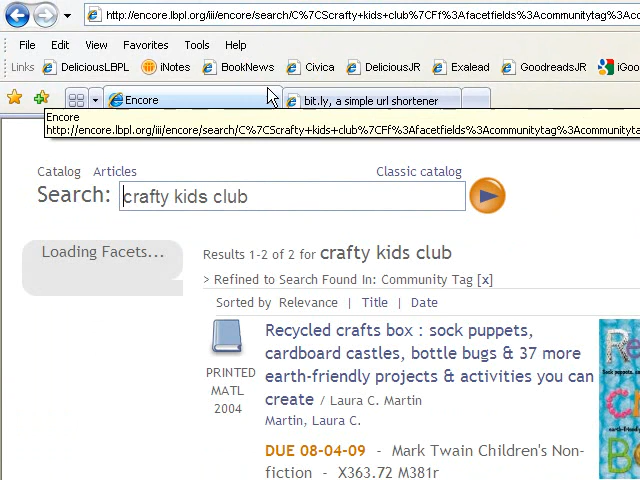 http://encore.lbpl.org/iii/encore/search/C%7CScrafty+kids+club%7CFf%3Afacetfields%3Acommunitytag%3Aco
File Edit View Favorites Tools Help
Links DeliciousLBPL iNotes BookNews Civica DeliciousJR Exalead GoodreadsJR iGoo
Encore bit.ly, a simple url shortener
Encore
http://encore.lbpl.org/iii/encore/search/C%7CScrafty+kids+club%7CFf%3Afacetfields%3Acommunitytag%3Acommunityta
Catalog Articles Classic catalog
Search: crafty kids club
Loading Facets...
Results 1-2 of 2 for crafty kids club
> Refined to Search Found In: Community Tag [x]
Sorted by Relevance | Title | Date
PRINTED
MATL
2004
Recycled crafts box : sock puppets,
cardboard castles, bottle bugs & 37 more
earth-friendly projects & activities you can
create / Laura C. Martin
Martin, Laura C.
DUE 08-04-09 - Mark Twain Children's Non-
fiction - X363.72 M381r